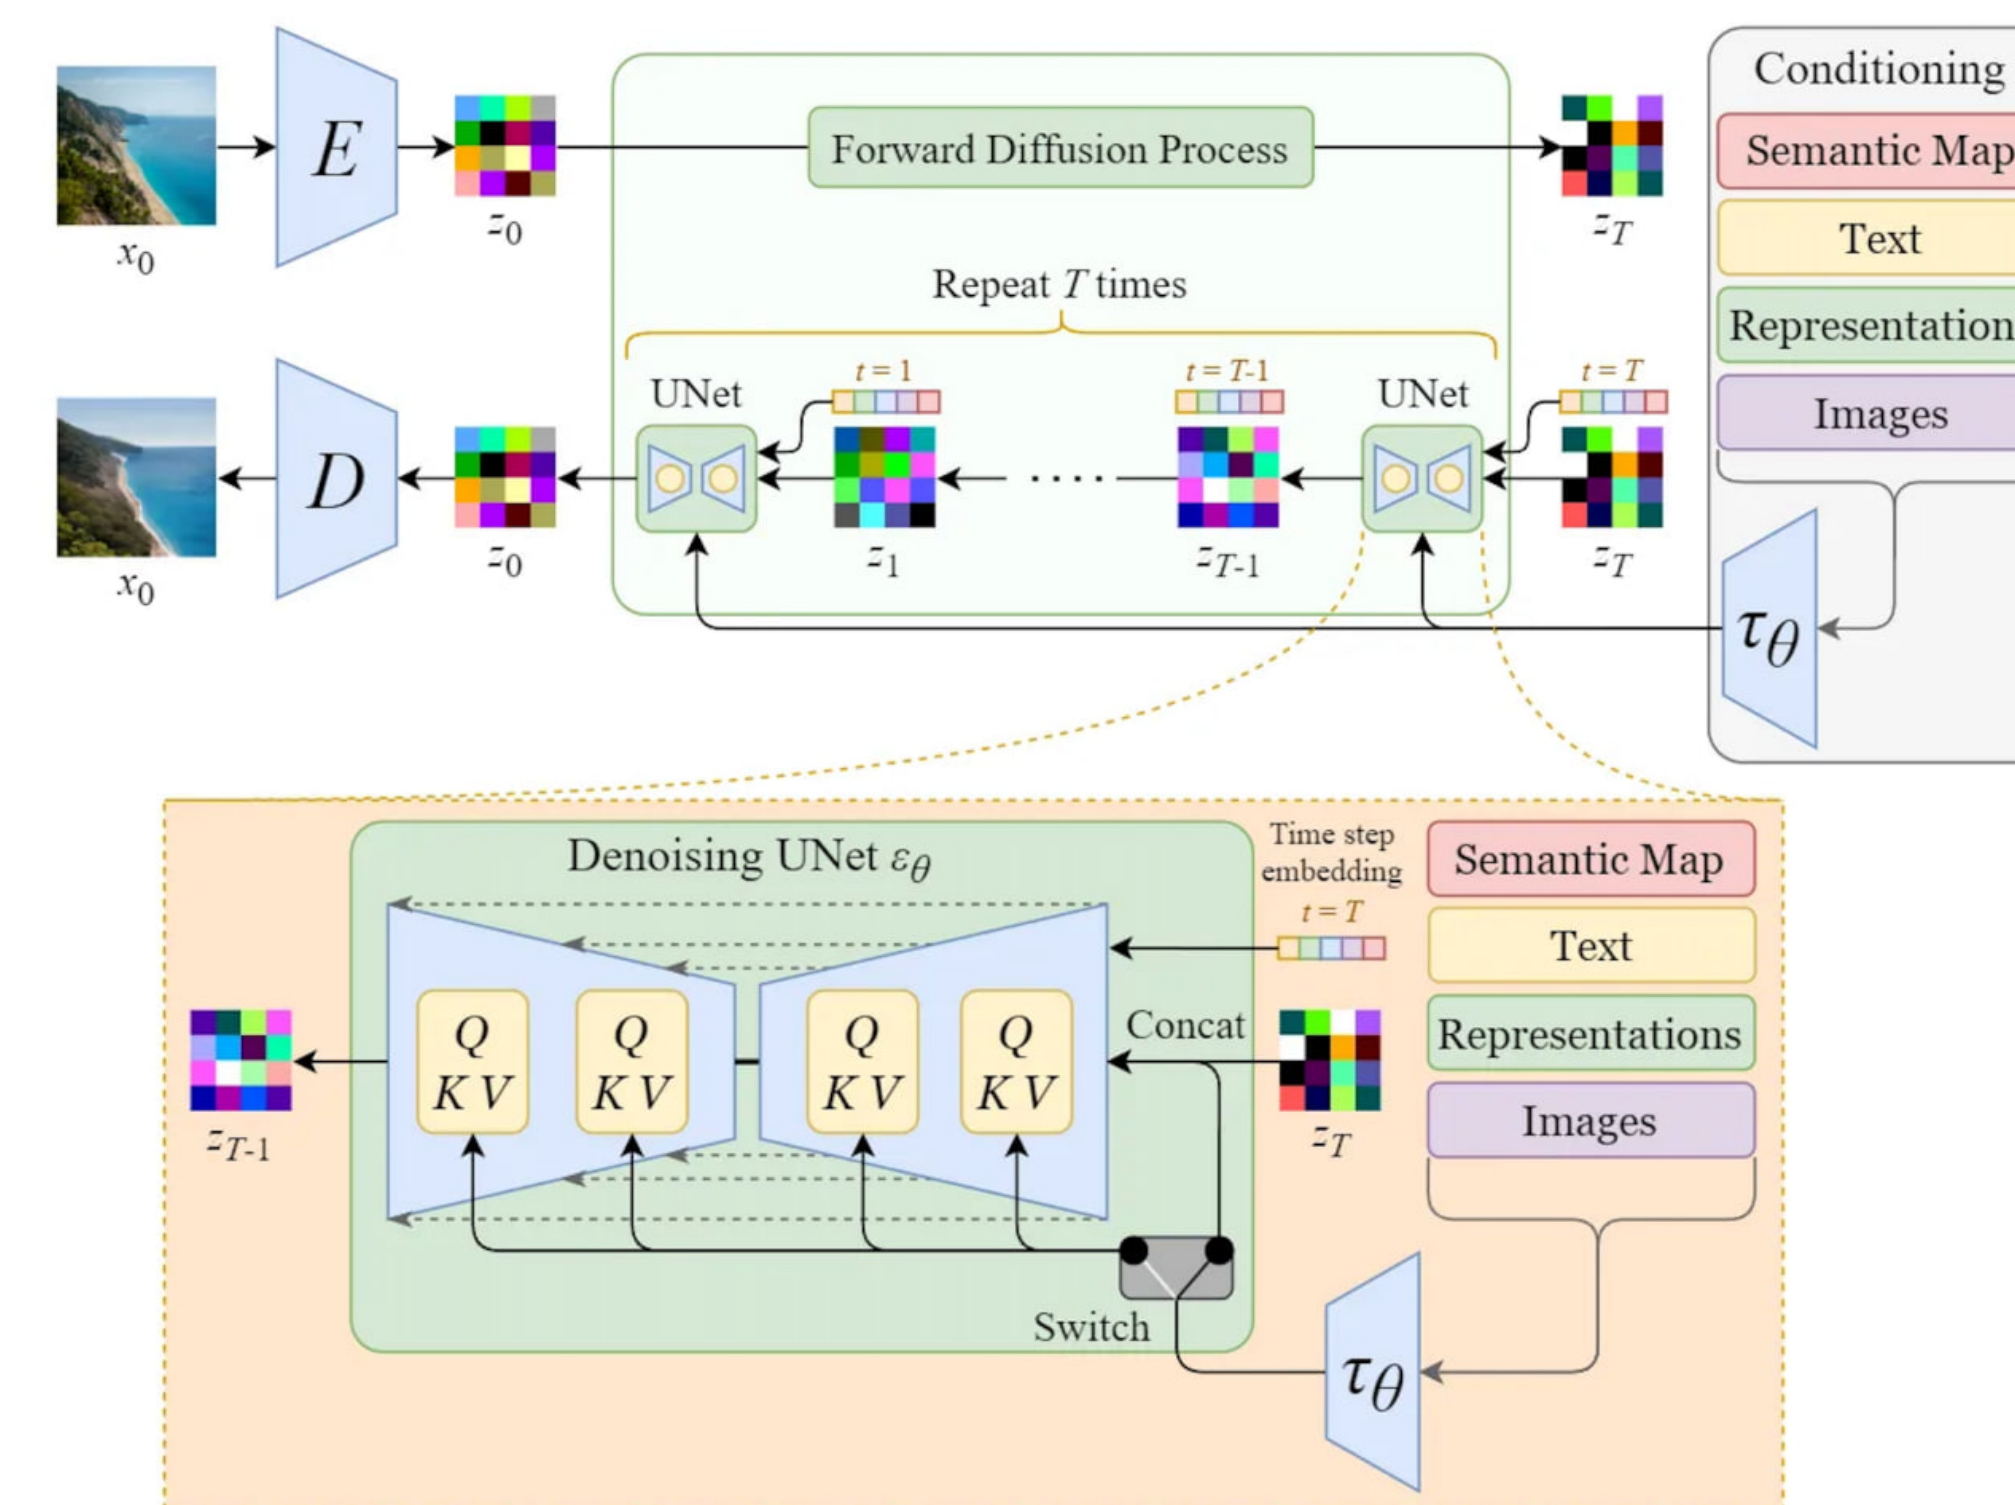 E
Forward Diffusion Process
x0
z0
zT
Conditioning
Semantic Map
Text
Representation
Images
Repeat T times
UNet
t = 1
t = T-1
UNet
t = T
D
x0
z0
z1
zT-1
zT
τθ
Denoising UNet εθ
Time step
embedding
t = T
Semantic Map
Text
Representations
Images
Q
K V
Q
K V
Q
K V
Q
K V
Concat
zT-1
zT
Switch
τθ